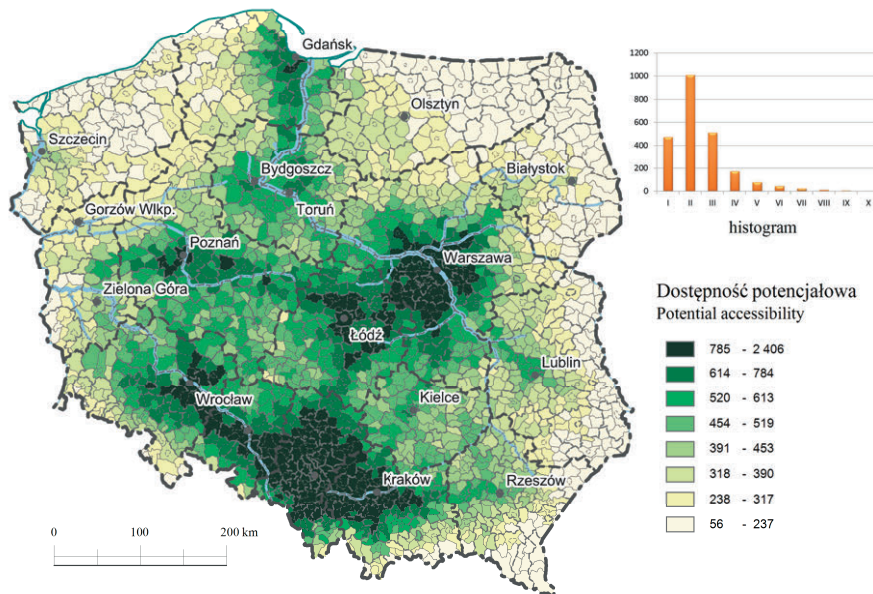 Gdańsk
Olsztyn
Szczecin
Bydgoszcz
Białystok
Toruń
Gorzów Wlkp.
Poznań
Warszawa
Zielona Góra
Łódź
Lublin
Wrocław
Kielce
Kraków
Rzeszów
0 100 200 km
1200
1000
800
600
400
200
0
I II III IV V VI VII VIII IX X
histogram
Dostępność potencjałowa
Potential accessibility
785 - 2 406
614 - 784
520 - 613
454 - 519
391 - 453
318 - 390
238 - 317
56 - 237